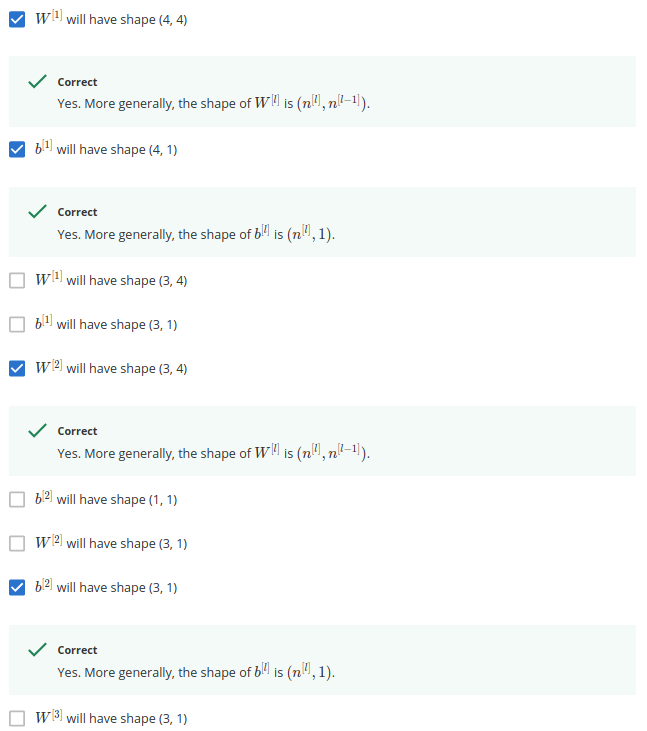 W[1] will have shape (4, 4)
Correct
Yes. More generally, the shape of W[l] is (n[l], n[l−1]).
b[1] will have shape (4, 1)
Correct
Yes. More generally, the shape of b[l] is (n[l], 1).
W[1] will have shape (3, 4)
b[1] will have shape (3, 1)
W[2] will have shape (3, 4)
Correct
Yes. More generally, the shape of W[l] is (n[l], n[l−1]).
b[2] will have shape (1, 1)
W[2] will have shape (3, 1)
b[2] will have shape (3, 1)
Correct
Yes. More generally, the shape of b[l] is (n[l], 1).
W[3] will have shape (3, 1)